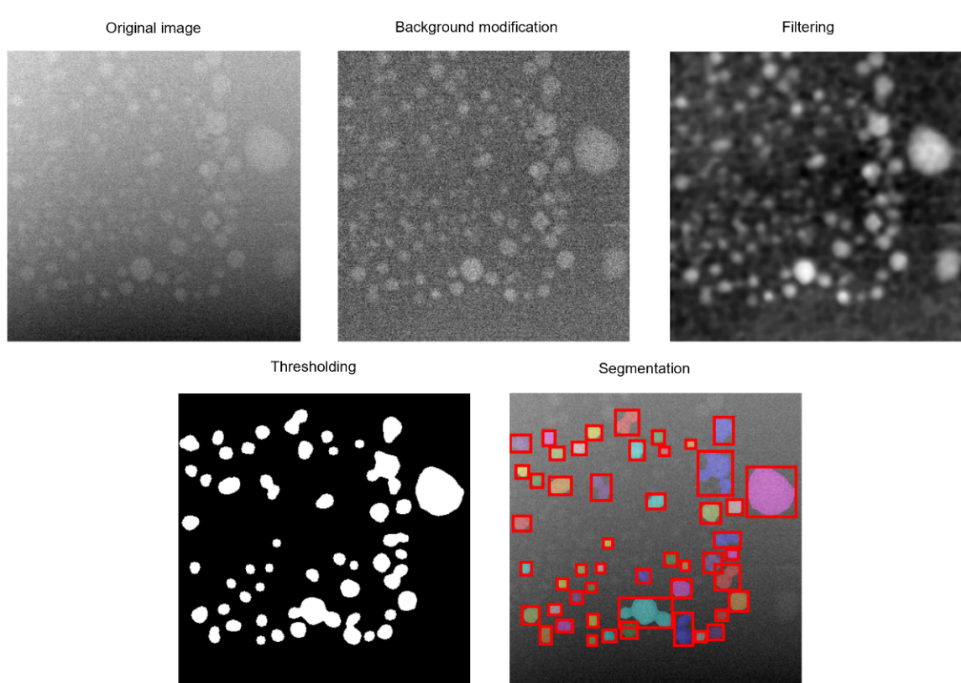 Original image
Background modification
Filtering
Thresholding
Segmentation